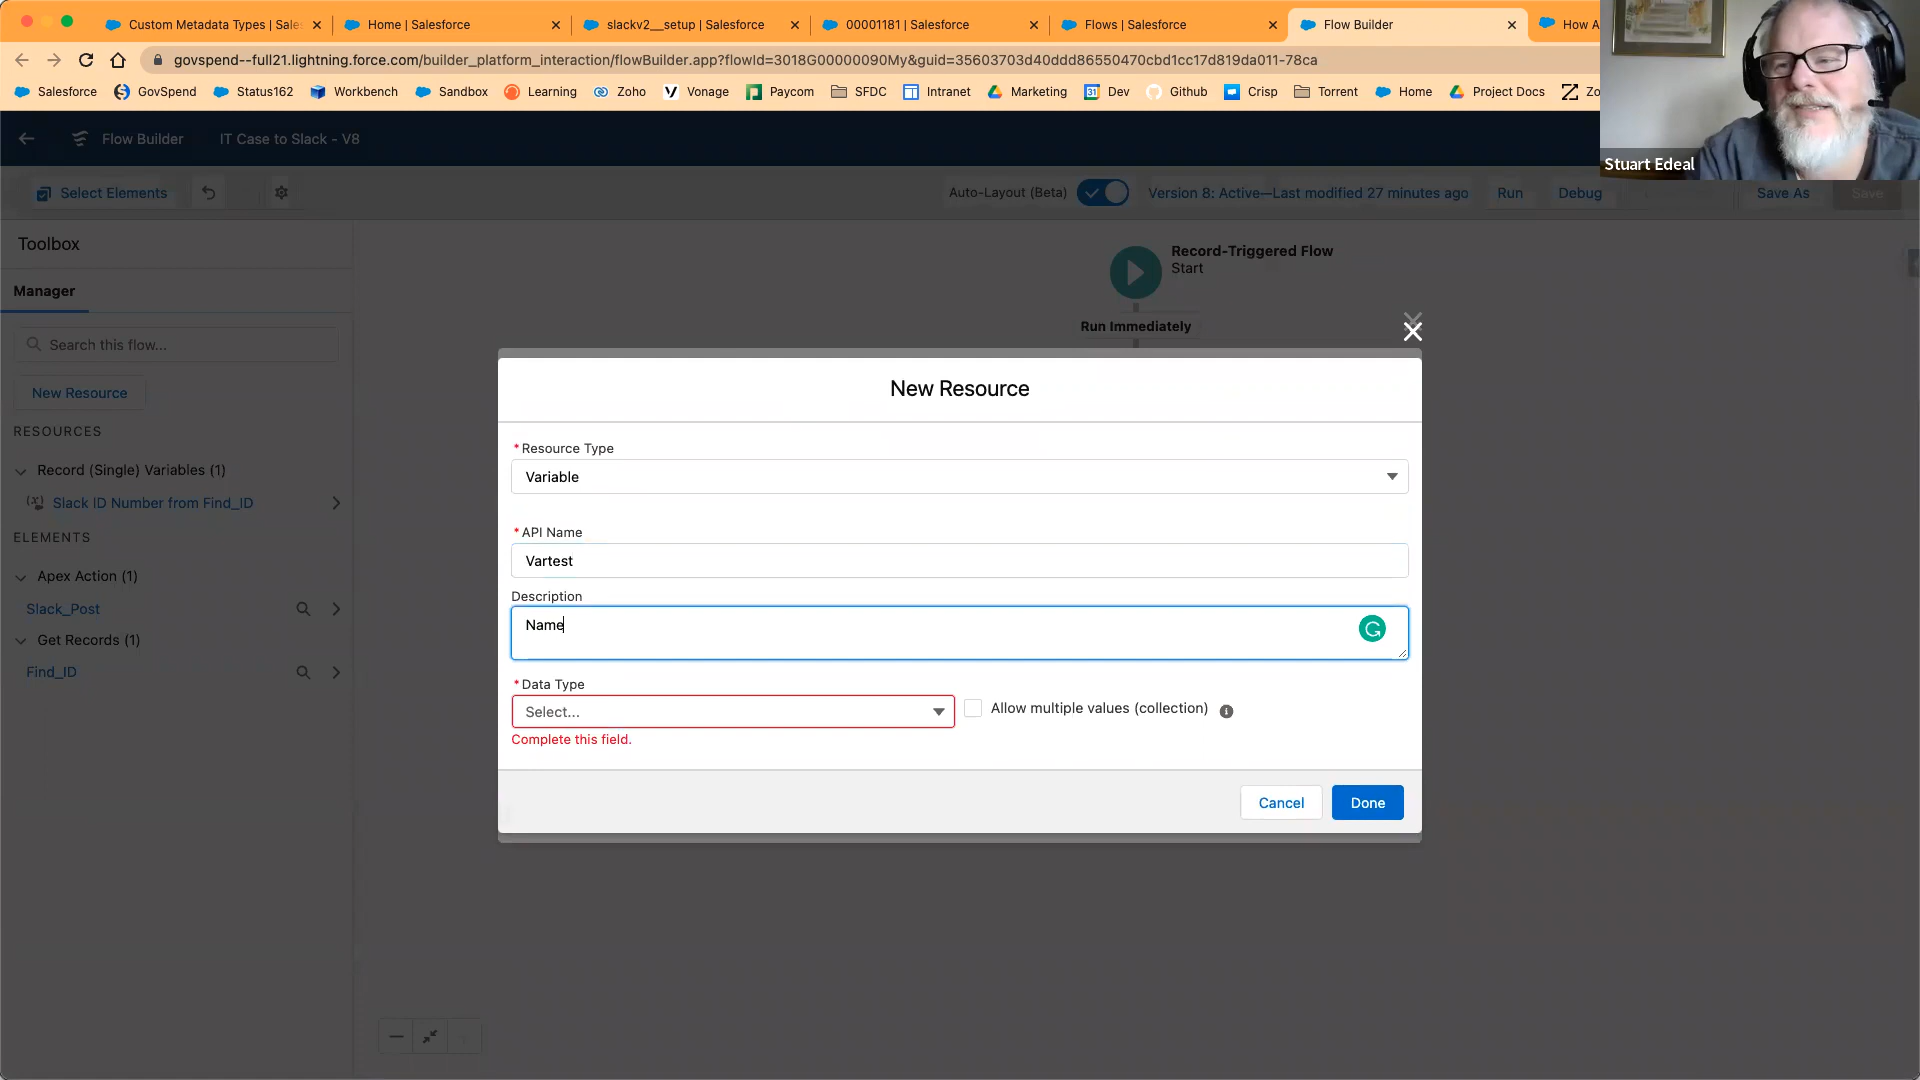 Custom Metadata Types | Sale
Home | Salesforce
slackv2__setup | Salesforce
00001181 | Salesforce
Flows | Salesforce
Flow Builder
How A
govspend--full21.lightning.force.com/builder_platform_interaction/flowBuilder.app?flowId=3018G00000090My&guid=35603703d40ddd86550470cbd1cc17d819da011-78ca
Salesforce
GovSpend
Status162
Workbench
Sandbox
Learning
Zoho
Vonage
Paycom
SFDC
Intranet
Marketing
Dev
Github
Crisp
Torrent
Home
Project Docs
Zo
Stuart Edeal
Flow Builder
IT Case to Slack - V8
Select Elements
Auto-Layout (Beta)
Version 8: Active—Last modified 27 minutes ago
Run
Debug
Save As
Save
Toolbox
Manager
Search this flow...
New Resource
RESOURCES
Record (Single) Variables (1)
Slack ID Number from Find_ID
ELEMENTS
Apex Action (1)
Slack_Post
Get Records (1)
Find_ID
Record-Triggered Flow
Start
Run Immediately
New Resource
*Resource Type
Variable
*API Name
Vartest
Description
Name
*Data Type
Select...
Allow multiple values (collection)
Complete this field.
Cancel
Done